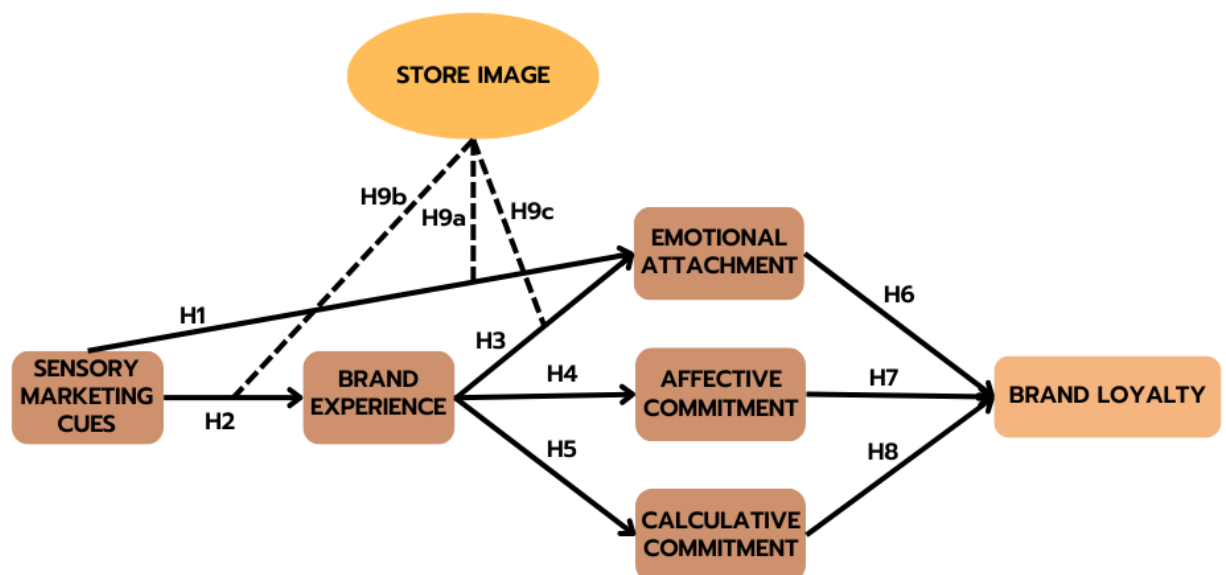 STORE IMAGE
H9b
H9a
H9c
EMOTIONAL
ATTACHMENT
H1
H6
H3
SENSORY
MARKETING
CUES
H2
BRAND
EXPERIENCE
H4
AFFECTIVE
COMMITMENT
H7
BRAND LOYALTY
H5
H8
CALCULATIVE
COMMITMENT